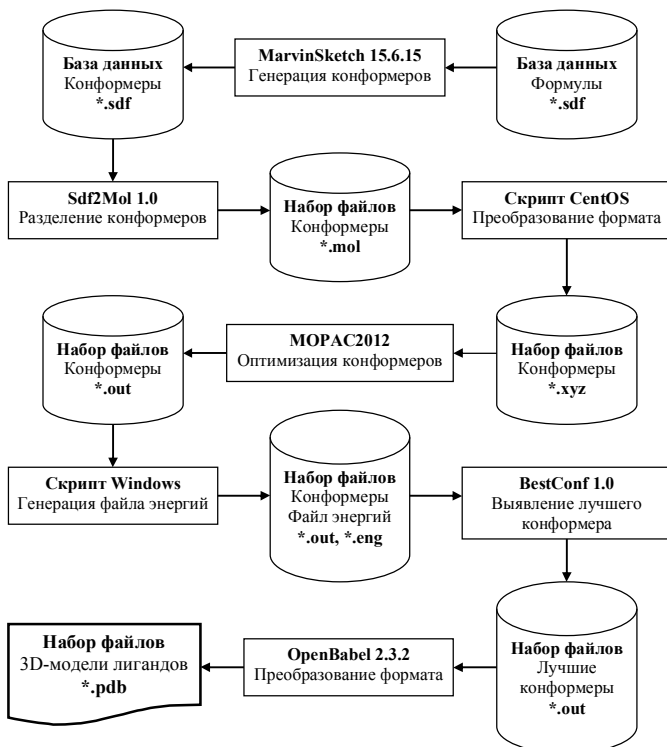 База данных
Конформеры
*.sdf
MarvinSketch 15.6.15
Генерация конформеров
База данных
Формулы
*.sdf
Sdf2Mol 1.0
Разделение конформеров
Набор файлов
Конформеры
*.mol
Скрипт CentOS
Преобразование формата
Набор файлов
Конформеры
*.out
MOPAC2012
Оптимизация конформеров
Набор файлов
Конформеры
*.xyz
Скрипт Windows
Генерация файла энергий
Набор файлов
Конформеры
Файл энергий
*.out, *.eng
BestConf 1.0
Выявление лучшего
конформера
Набор файлов
3D-модели лигандов
*.pdb
OpenBabel 2.3.2
Преобразование формата
Набор файлов
Лучшие
конформеры
*.out